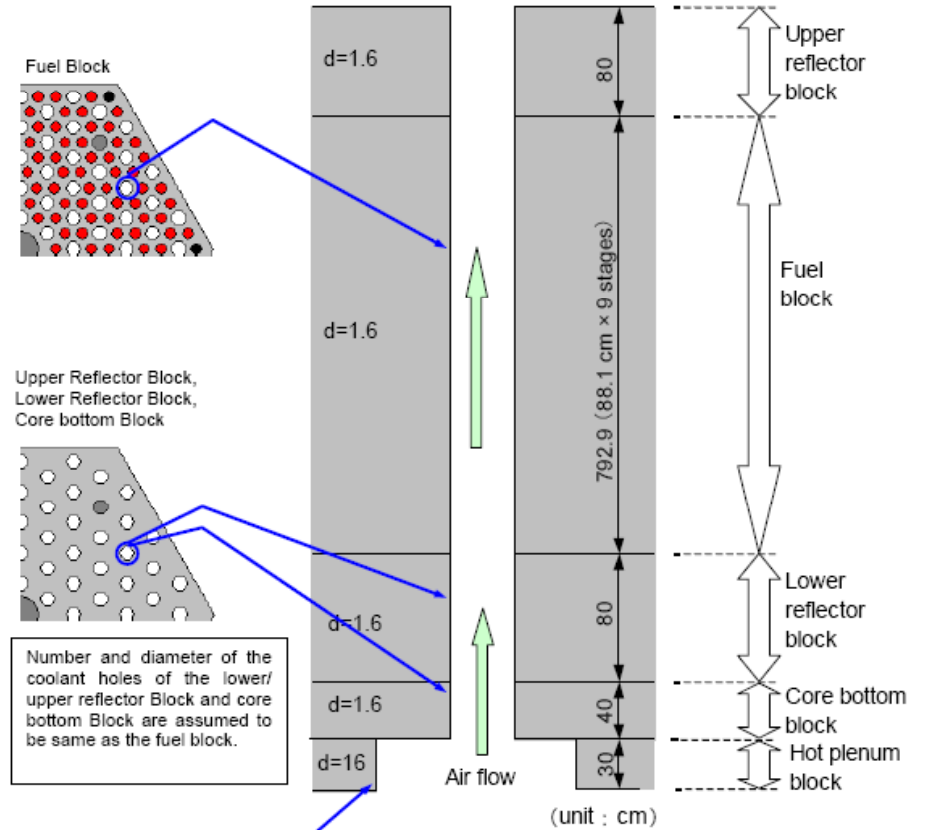 Fuel Block
Upper Reflector Block,
Lower Reflector Block,
Core bottom Block
Number and diameter of the
coolant holes of the lower/
upper reflector Block and core
bottom Block are assumed to
be same as the fuel block.
d=1.6
d=1.6
d=1.6
d=1.6
d=16
Air flow
80
792.9 (88.1 cm × 9 stages)
80
40
30
(unit : cm)
Upper
reflector
block
Fuel
block
Lower
reflector
block
Core bottom
block
Hot plenum
block